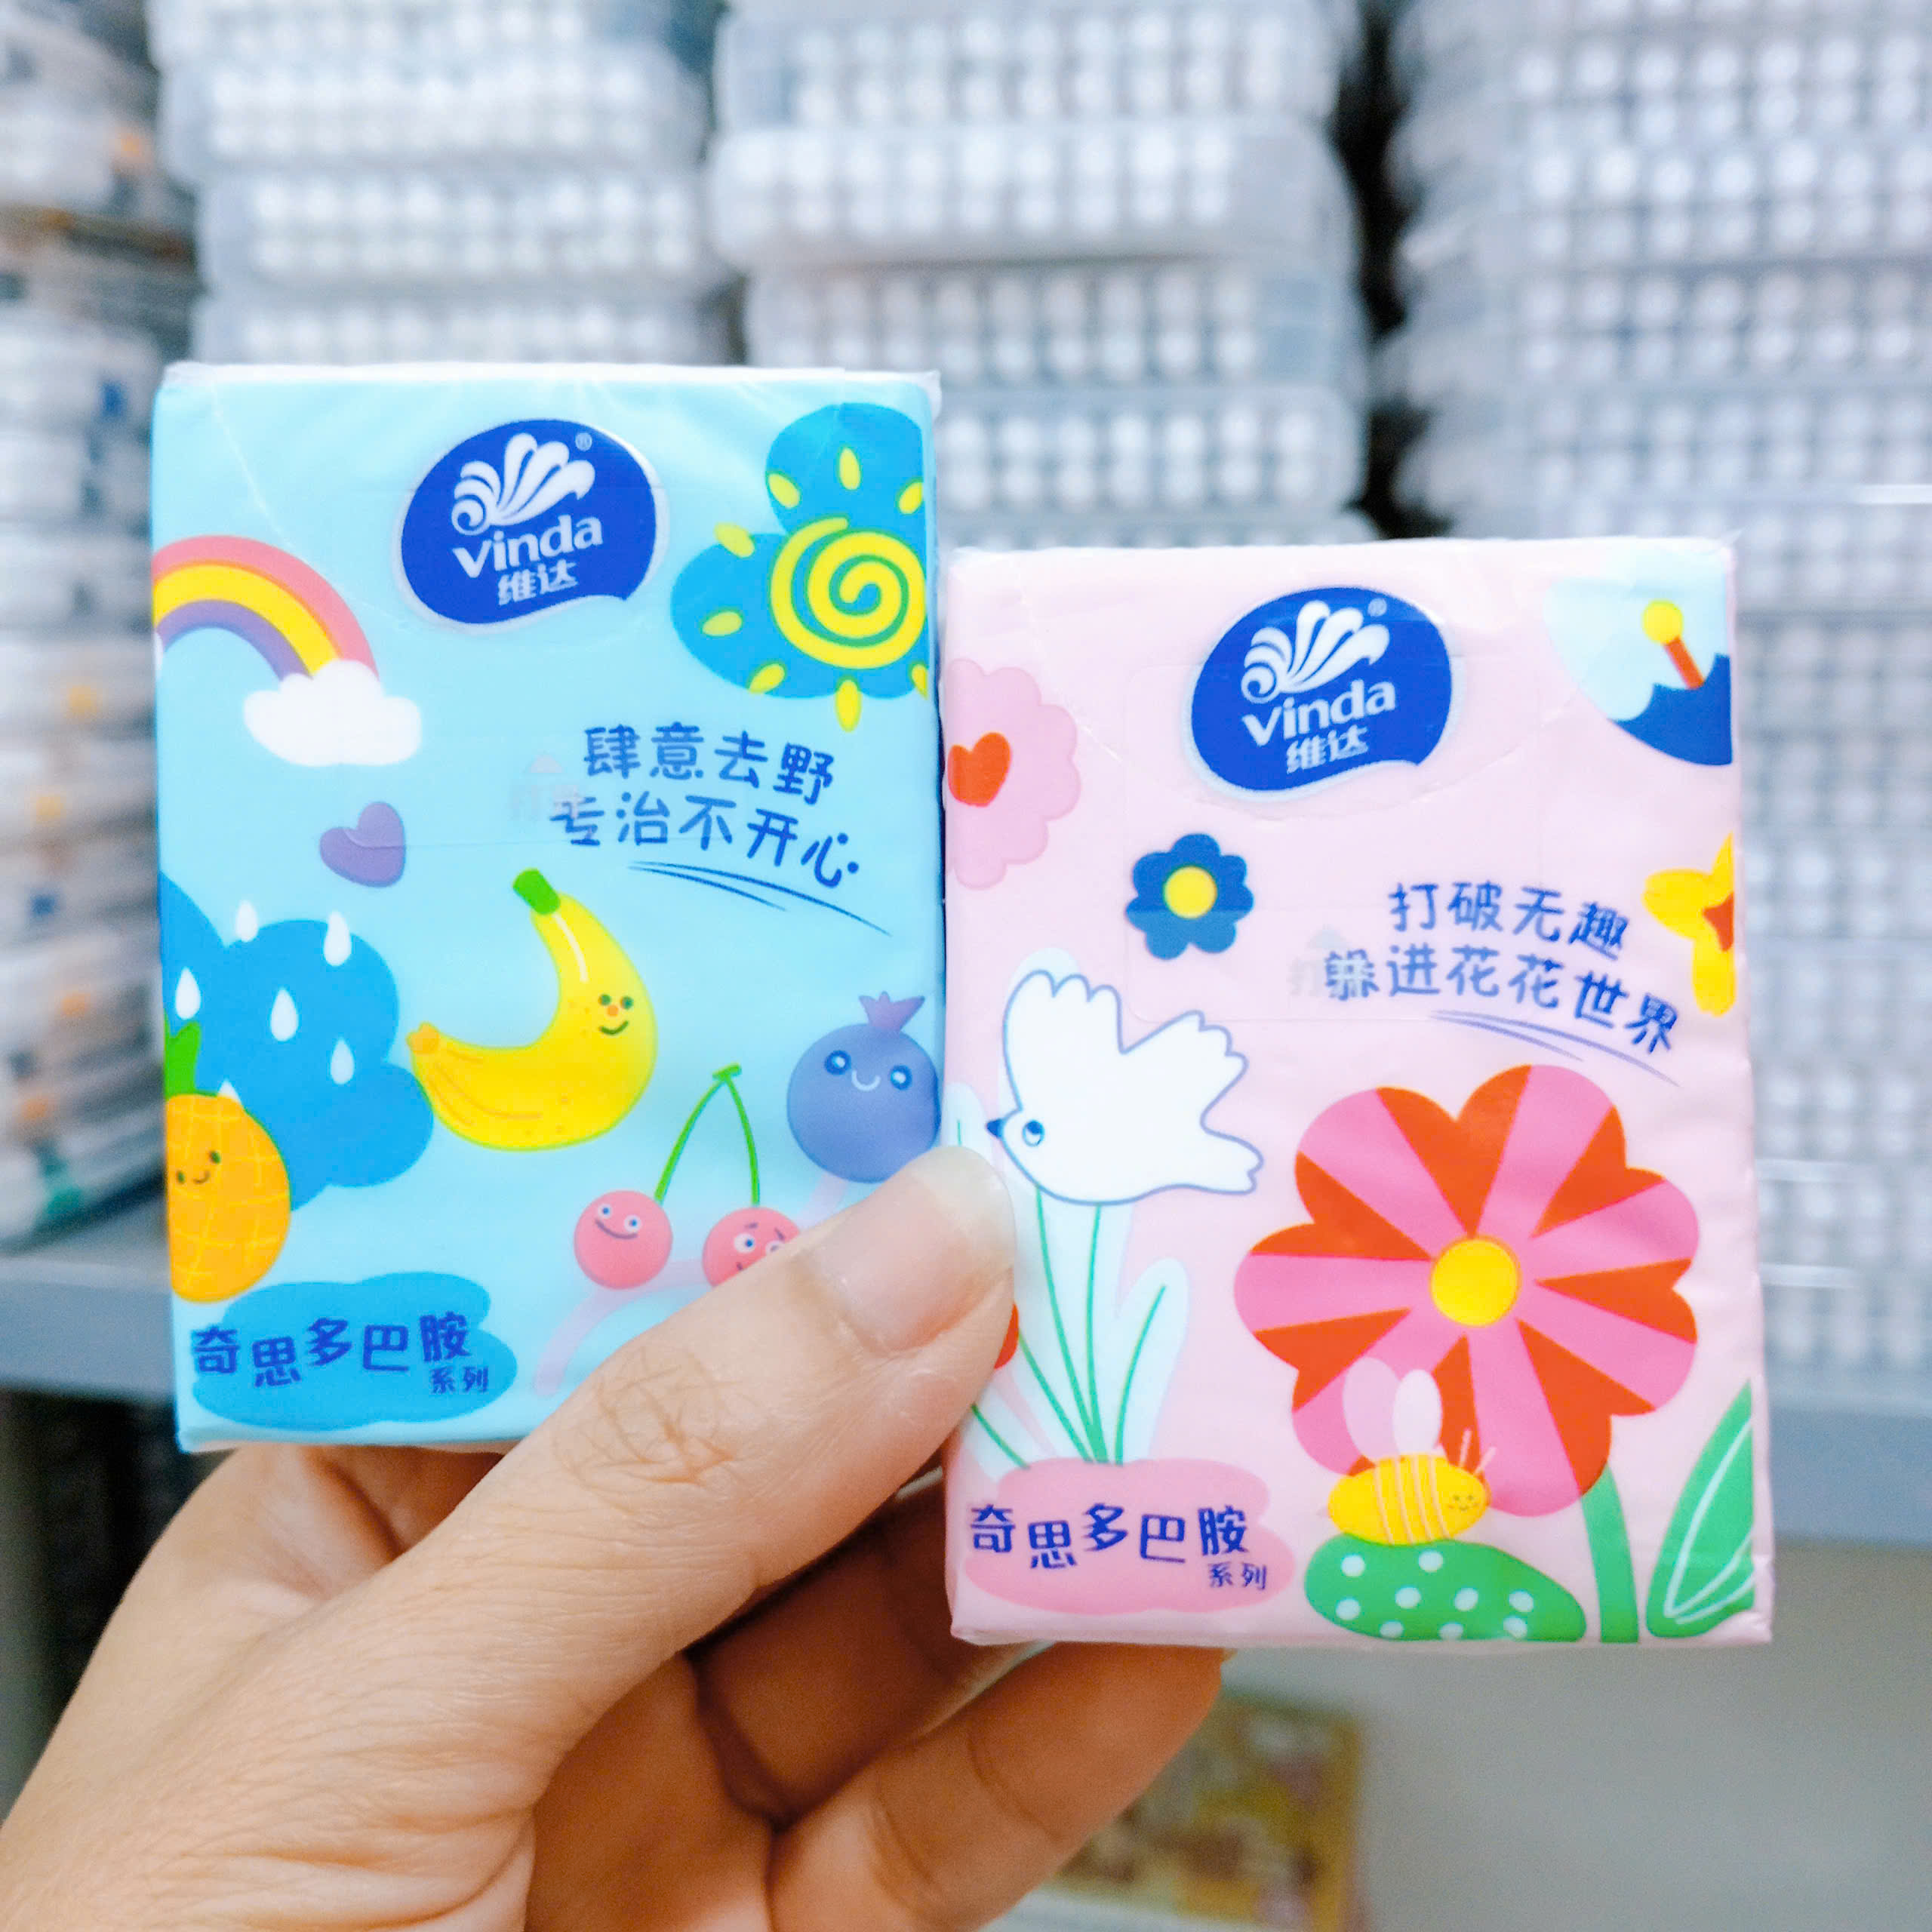 Vinda
维达
肆意去野
专治不开心
奇思多巴胺
系列
Vinda
维达
打破无趣
躲进花花世界
奇思多巴胺
系列